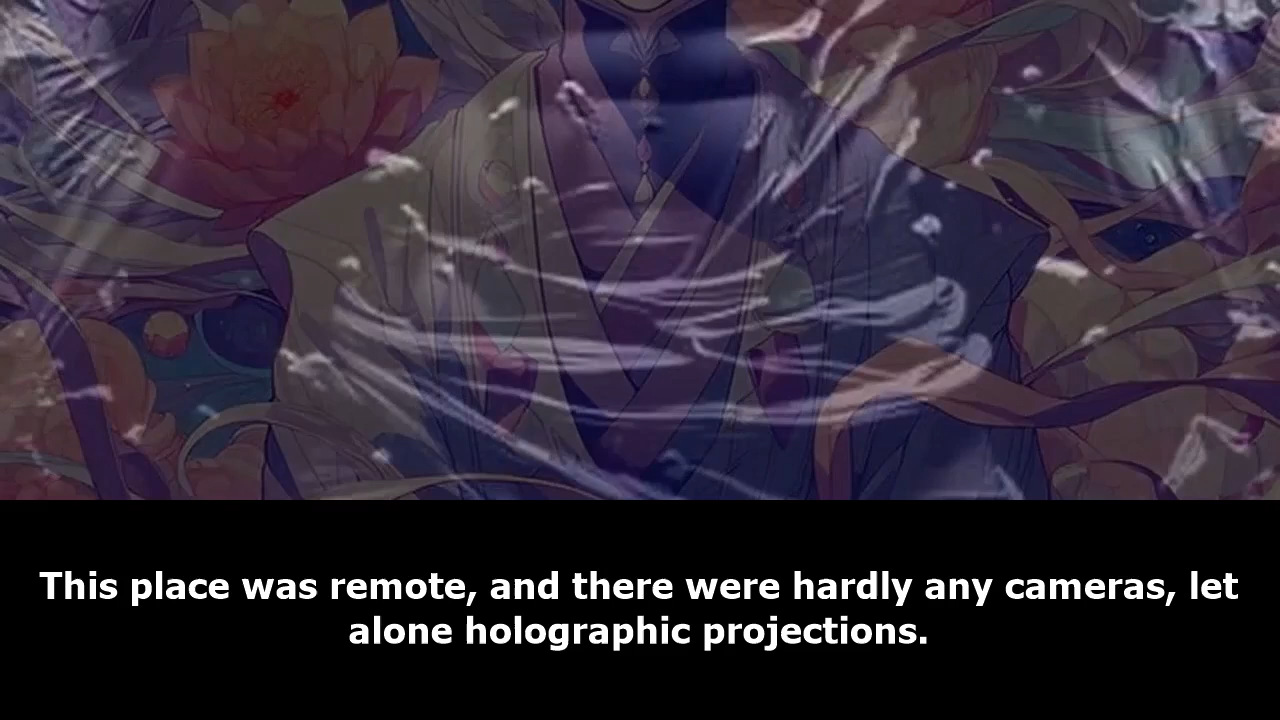 This place was remote, and there were hardly any cameras, let
alone holographic projections.